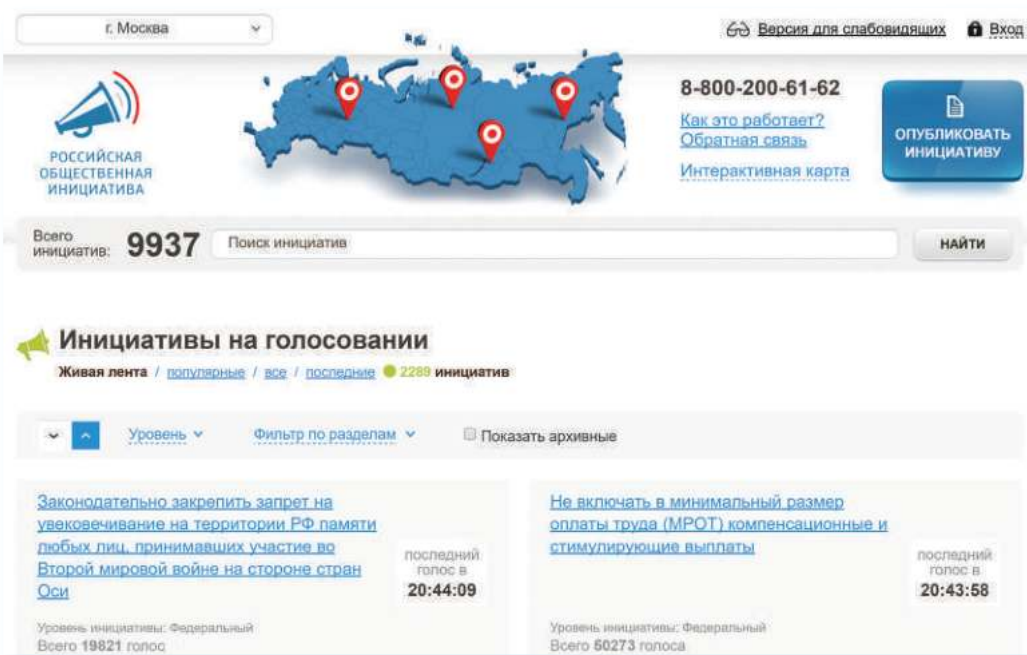 г. Москва
Версия для слабовидящих
Вход
РОССИЙСКАЯ
ОБЩЕСТВЕННАЯ
ИНИЦИАТИВА
8-800-200-61-62
Как это работает?
Обратная связь
Интерактивная карта
ОПУБЛИКОВАТЬ
ИНИЦИАТИВУ
Всего
инициатив: 9937
Поиск инициатив
НАЙТИ
Инициативы на голосовании
Живая лента / популярные / все / последние 2289 инициатив
Уровень
Фильтр по разделам
Показать архивные
Законодательно закрепить запрет на
увековечивание на территории РФ памяти
любых лиц, принимавших участие во
Второй мировой войне на стороне стран
Оси
последний
голос в
20:44:09
Уровень инициативы: Федеральный
Всего 19821 голос
Не включать в минимальный размер
оплаты труда (МРОТ) компенсационные и
стимулирующие выплаты
последний
голос в
20:43:58
Уровень инициативы: Федеральный
Всего 50273 голоса